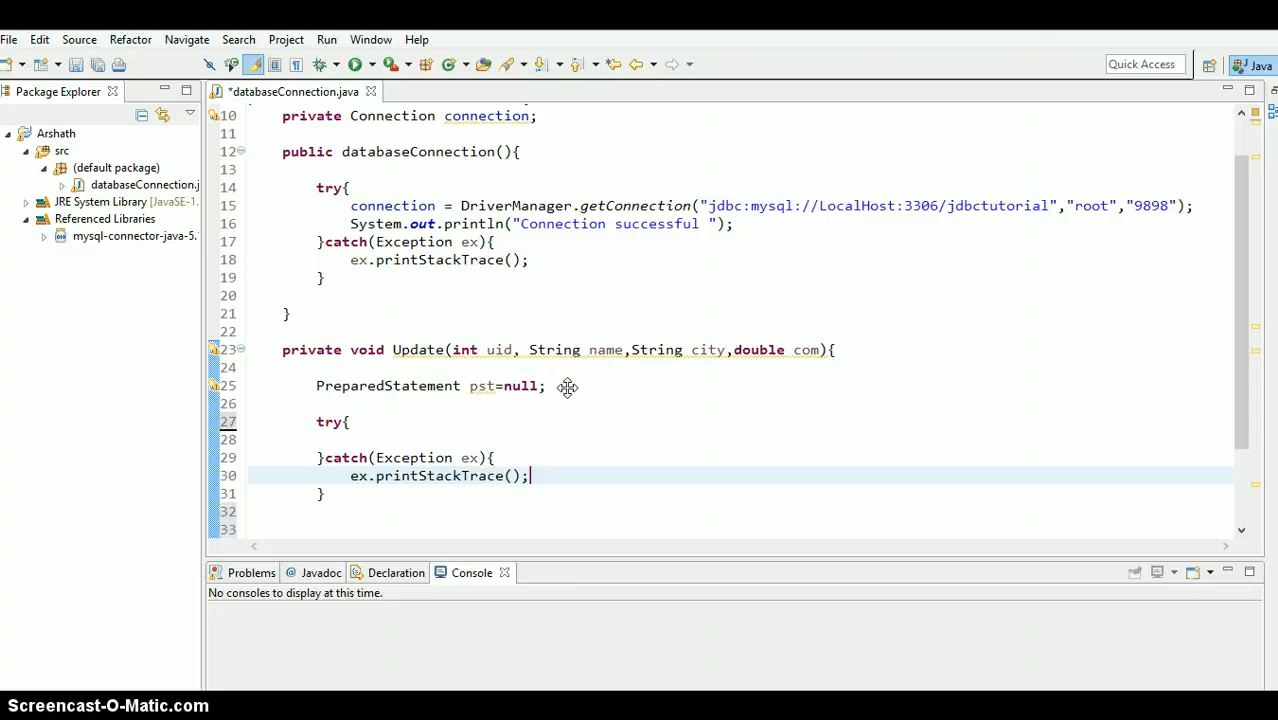 File Edit Source Refactor Navigate Search Project Run Window Help
Quick Access Java
Package Explorer
*databaseConnection.java
Arshath
src
(default package)
databaseConnection.j
JRE System Library [JavaSE-1.
Referenced Libraries
mysql-connector-java-5.
10 private Connection connection;
11
12 public databaseConnection(){
13
14 try{
15 connection = DriverManager.getConnection("jdbc:mysql://LocalHost:3306/jdbctutorial","root","9898");
16 System.out.println("Connection successful ");
17 }catch(Exception ex){
18 ex.printStackTrace();
19 }
20
21 }
22
23 private void Update(int uid, String name,String city,double com){
24
25 PreparedStatement pst=null;
26
27 try{
28
29 }catch(Exception ex){
30 ex.printStackTrace();
31 }
32
33
Problems @ Javadoc Declaration Console
No consoles to display at this time.
Screencast-O-Matic.com